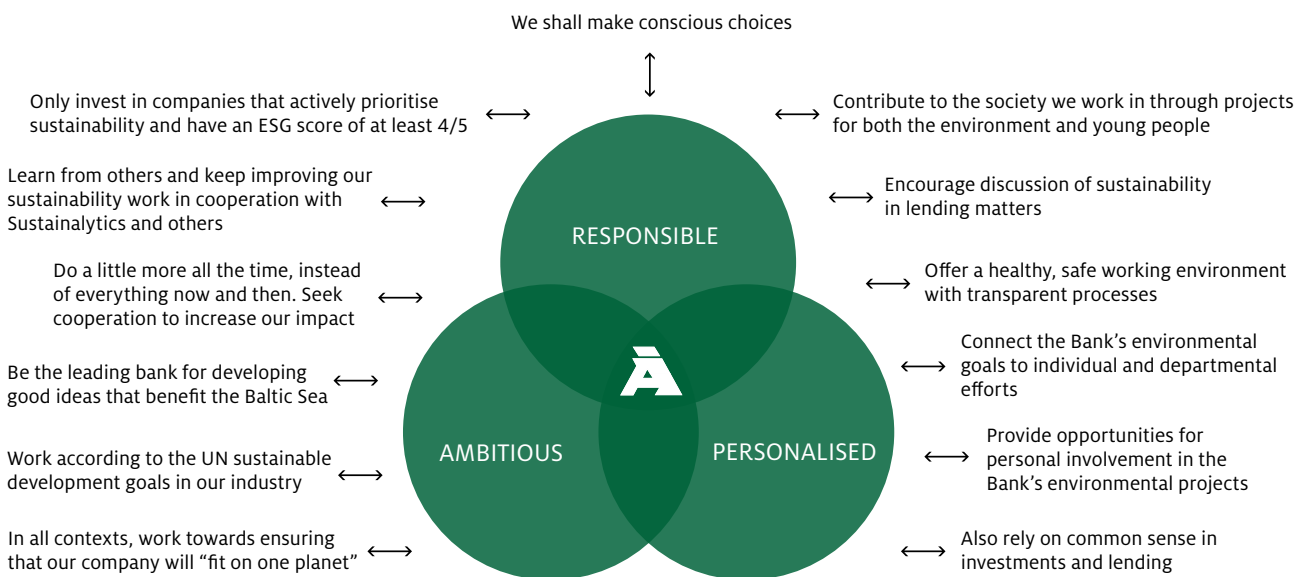 We shall make conscious choices
Only invest in companies that actively prioritise
sustainability and have an ESG score of at least 4/5
Contribute to the society we work in through projects
for both the environment and young people
Learn from others and keep improving our
sustainability work in cooperation with
Sustainalytics and others
Encourage discussion of sustainability
in lending matters
RESPONSIBLE
Do a little more all the time, instead
of everything now and then. Seek
cooperation to increase our impact
Offer a healthy, safe working environment
with transparent processes
Be the leading bank for developing
good ideas that benefit the Baltic Sea
Connect the Bank’s environmental
goals to individual and departmental
efforts
AMBITIOUS
PERSONALISED
Work according to the UN sustainable
development goals in our industry
Provide opportunities for
personal involvement in the
Bank’s environmental projects
In all contexts, work towards ensuring
that our company will “fit on one planet”
Also rely on common sense in
investments and lending